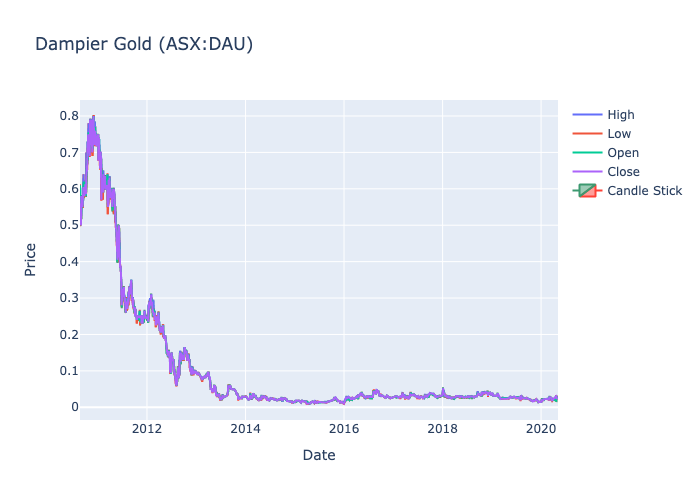 Dampier Gold (ASX:DAU)
High
Low
Open
Close
Candle Stick
Price
0.8
0.7
0.6
0.5
0.4
0.3
0.2
0.1
0
2012
2014
2016
2018
2020
Date